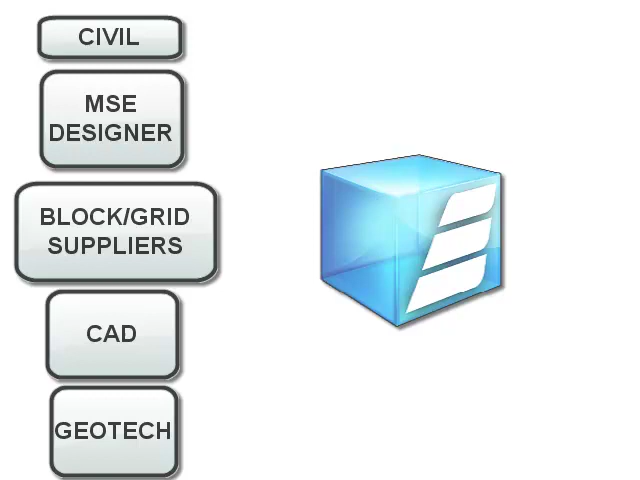 CIVIL
MSE
DESIGNER
BLOCK/GRID
SUPPLIERS
CAD
GEOTECH